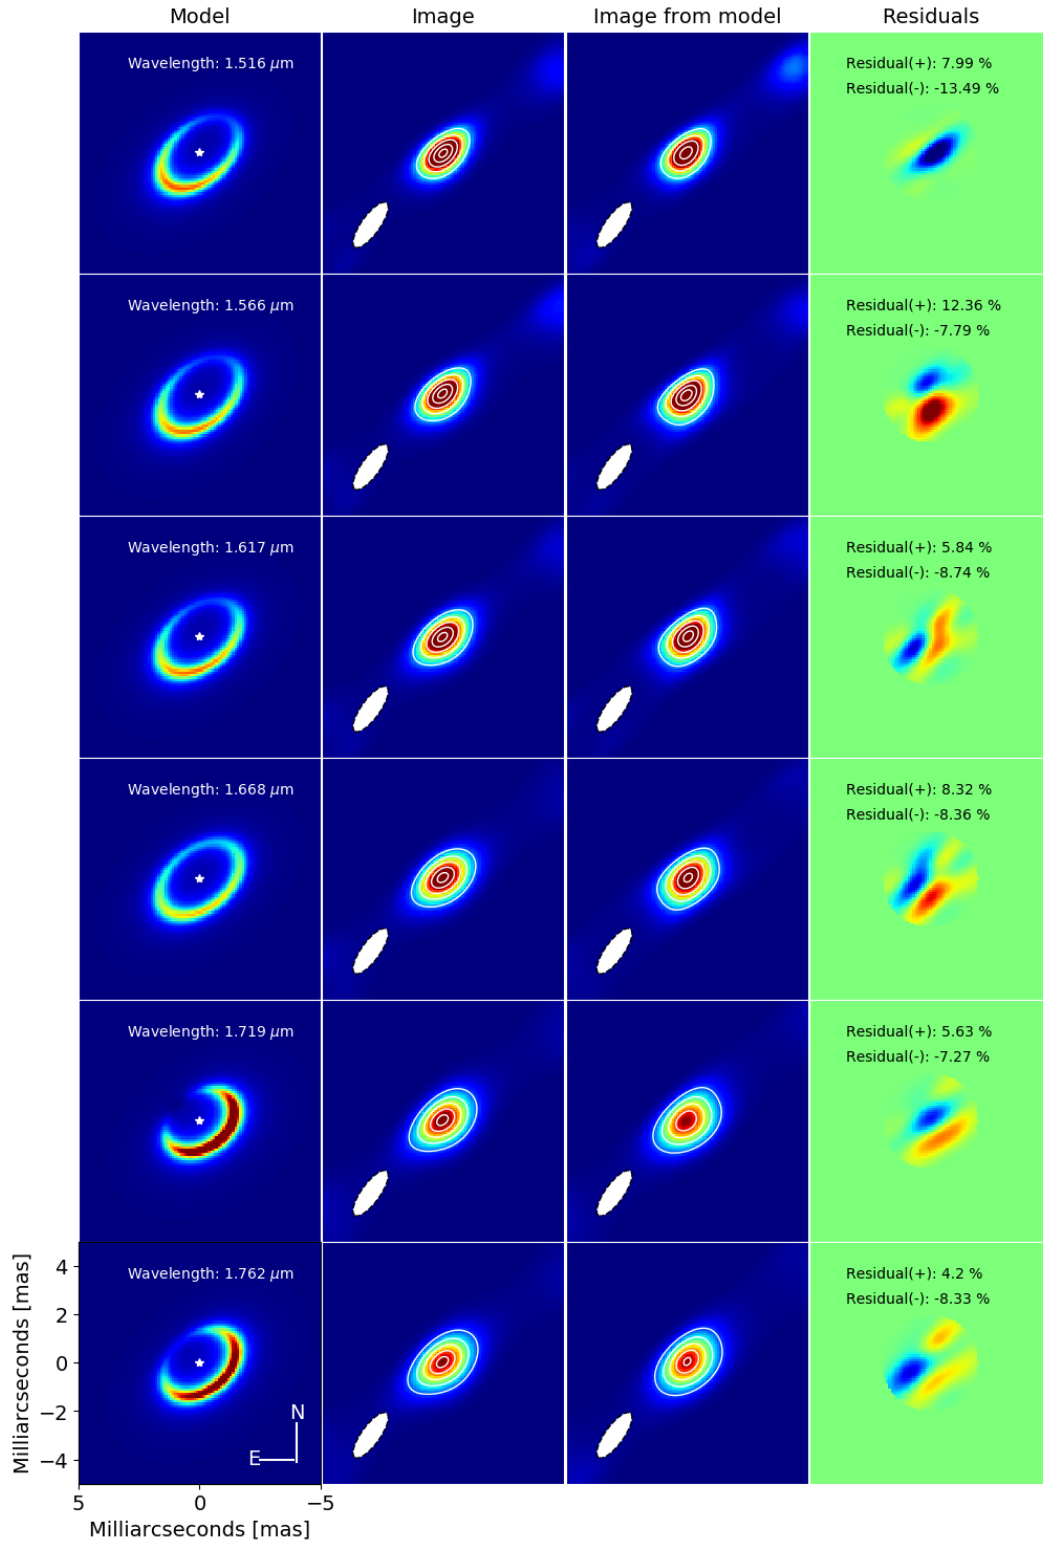 Model Image Image from model Residuals
Wavelength: 1.516 μm
Residual(+): 7.99 %
Residual(-): -13.49 %
Wavelength: 1.566 μm
Residual(+): 12.36 %
Residual(-): -7.79 %
Wavelength: 1.617 μm
Residual(+): 5.84 %
Residual(-): -8.74 %
Wavelength: 1.668 μm
Residual(+): 8.32 %
Residual(-): -8.36 %
Wavelength: 1.719 μm
Residual(+): 5.63 %
Residual(-): -7.27 %
Wavelength: 1.762 μm
Residual(+): 4.2 %
Residual(-): -8.33 %
4
2
0
−2
−4
Milliarcseconds [mas]
N
E
5 0 −5
Milliarcseconds [mas]